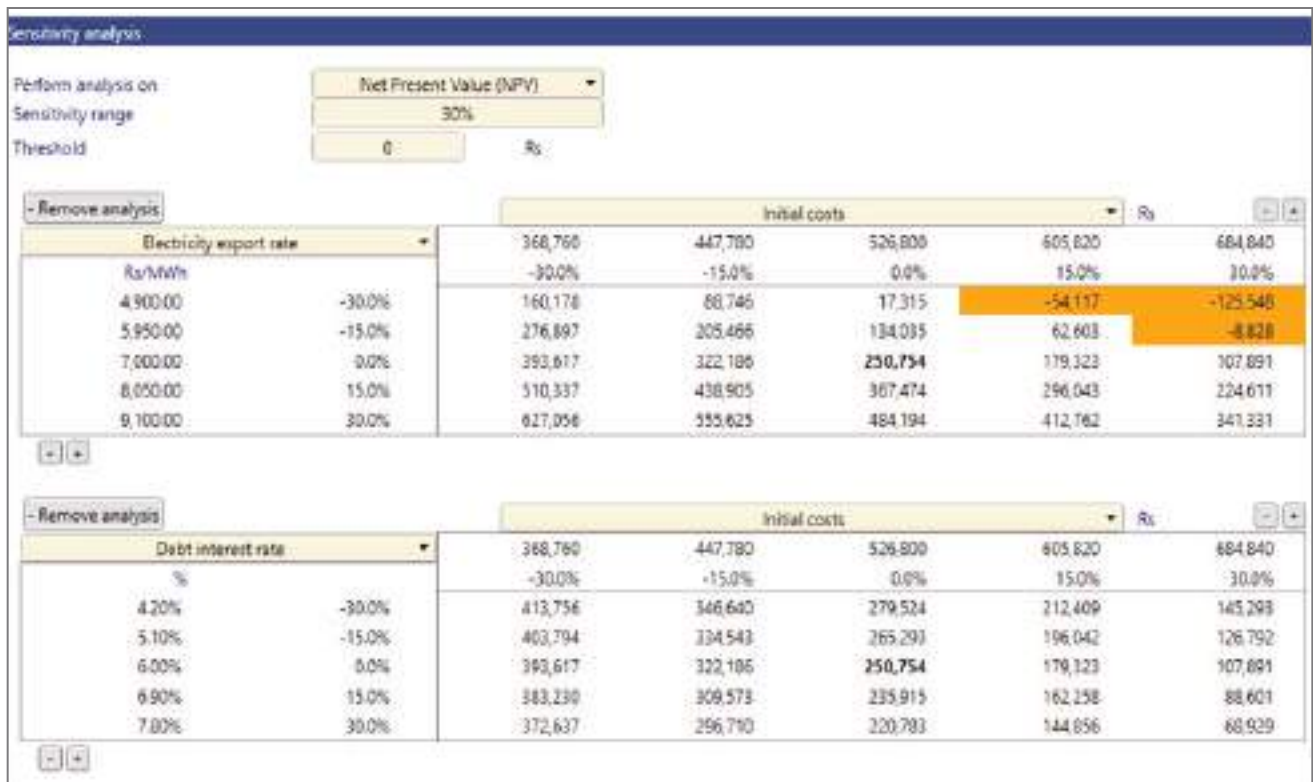 Sensitivity analysis
Perform analysis on Net Present Value (NPV)
Sensitivity range 30%
Threshold 0 Rs
- Remove analysis Initial costs Rs - +
Electricity export rate 368,760 447,780 526,800 605,820 684,840
Rs/MWh -30.0% -15.0% 0.0% 15.0% 30.0%
4,900.00 -30.0% 160,178 88,746 17,315 -54,117 -125,548
5,950.00 -15.0% 276,897 205,466 134,035 62,603 -8,828
7,000.00 0.0% 393,617 322,186 250,754 179,323 107,891
8,050.00 15.0% 510,337 438,905 367,474 296,043 224,611
9,100.00 30.0% 627,056 555,625 484,194 412,762 341,331
- +
- Remove analysis Initial costs Rs - +
Debt interest rate 368,760 447,780 526,800 605,820 684,840
% -30.0% -15.0% 0.0% 15.0% 30.0%
4.20% -30.0% 413,756 346,640 279,524 212,409 145,293
5.10% -15.0% 403,794 334,543 265,293 196,042 126,792
6.00% 0.0% 393,617 322,186 250,754 179,323 107,891
6.90% 15.0% 383,230 309,573 235,915 162,258 88,601
7.80% 30.0% 372,637 296,710 220,783 144,856 68,929
- +